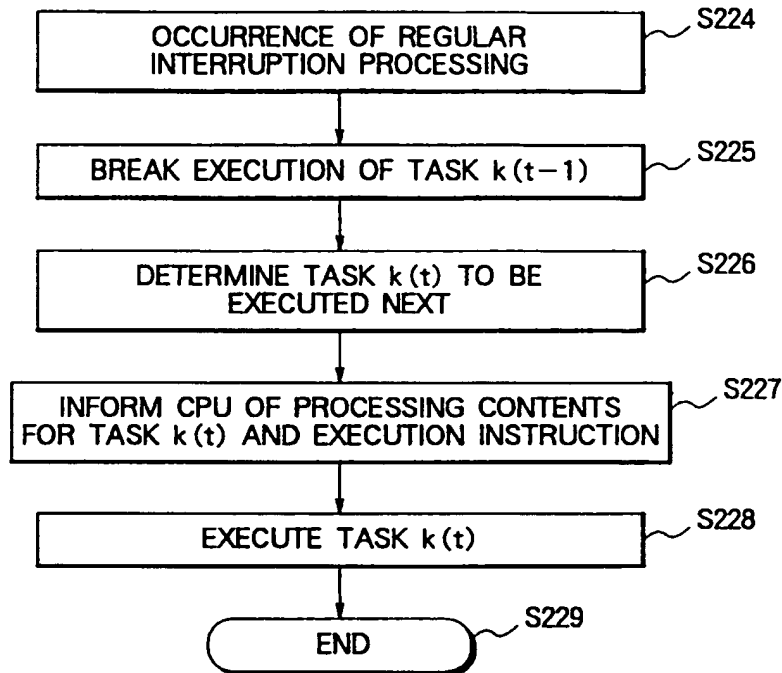 S224
OCCURRENCE OF REGULAR
INTERRUPTION PROCESSING
S225
BREAK EXECUTION OF TASK k(t-1)
S226
DETERMINE TASK k(t) TO BE
EXECUTED NEXT
S227
INFORM CPU OF PROCESSING CONTENTS
FOR TASK k(t) AND EXECUTION INSTRUCTION
S228
EXECUTE TASK k(t)
S229
END